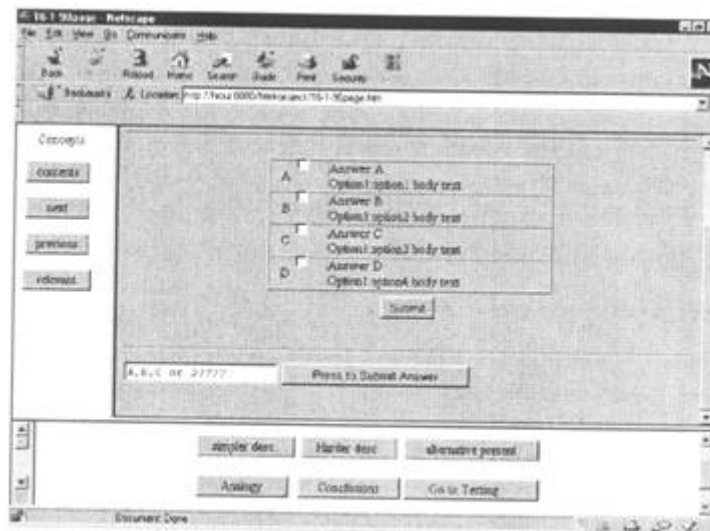 16-1-98page - Netscape
File Edit View Go Communicator Help
Back Reload Home Search Guide Print Security
Bookmarks Location:
Concepts
contents
next
previous
relevant
A Answer A
Option1 option1 body text
B Answer B
Option1 option2 body text
C Answer C
Option1 option3 body text
D Answer D
Option1 option4 body text
Submit
A,B,C or ?????
Press to Submit Answer
simpler desc. Harder desc alternative present
Analogy Conclusions Go to Testing
Document Done